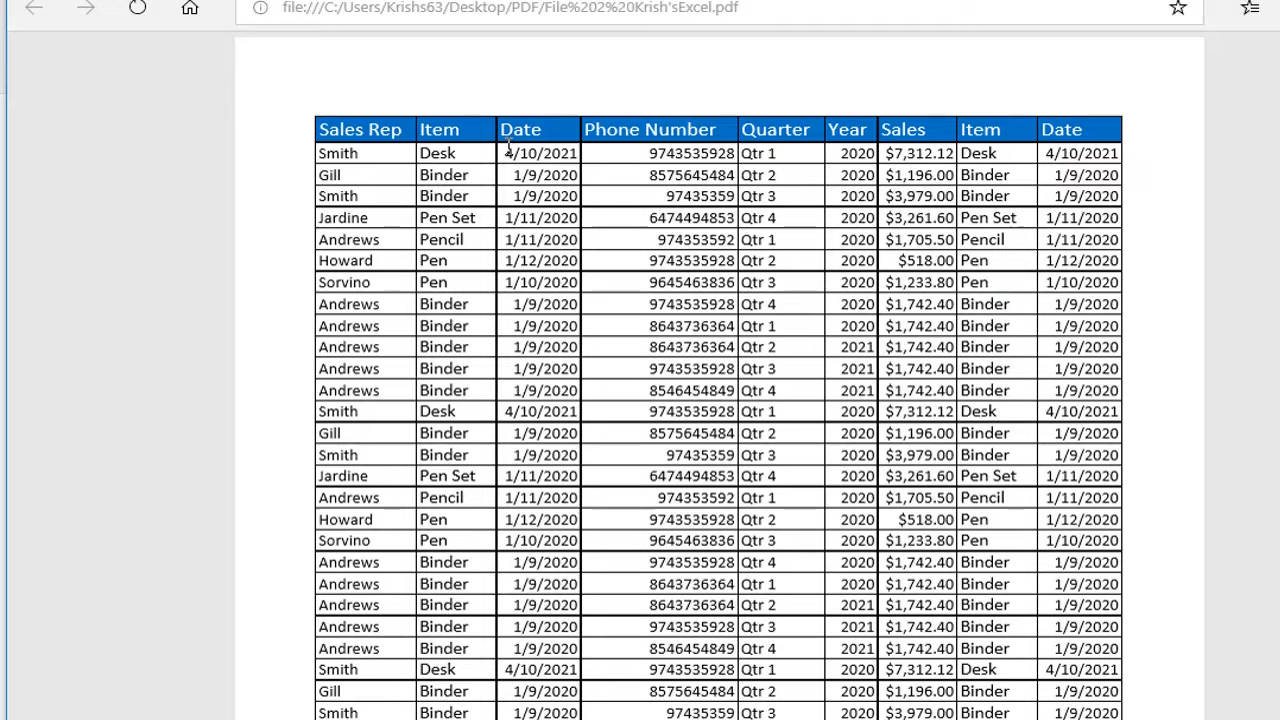 file:///C:/Users/Krishs63/Desktop/PDF/File%202%20Krish'sExcel.pdf
Sales Rep Item Date Phone Number Quarter Year Sales Item Date
Smith Desk 4/10/2021 9743535928 Qtr 1 2020 $7,312.12 Desk 4/10/2021
Gill Binder 1/9/2020 8575645484 Qtr 2 2020 $1,196.00 Binder 1/9/2020
Smith Binder 1/9/2020 97435359 Qtr 3 2020 $3,979.00 Binder 1/9/2020
Jardine Pen Set 1/11/2020 6474494853 Qtr 4 2020 $3,261.60 Pen Set 1/11/2020
Andrews Pencil 1/11/2020 974353592 Qtr 1 2020 $1,705.50 Pencil 1/11/2020
Howard Pen 1/12/2020 9743535928 Qtr 2 2020 $518.00 Pen 1/12/2020
Sorvino Pen 1/10/2020 9645463836 Qtr 3 2020 $1,233.80 Pen 1/10/2020
Andrews Binder 1/9/2020 9743535928 Qtr 4 2020 $1,742.40 Binder 1/9/2020
Andrews Binder 1/9/2020 8643736364 Qtr 1 2020 $1,742.40 Binder 1/9/2020
Andrews Binder 1/9/2020 8643736364 Qtr 2 2021 $1,742.40 Binder 1/9/2020
Andrews Binder 1/9/2020 9743535928 Qtr 3 2021 $1,742.40 Binder 1/9/2020
Andrews Binder 1/9/2020 8546454849 Qtr 4 2021 $1,742.40 Binder 1/9/2020
Smith Desk 4/10/2021 9743535928 Qtr 1 2020 $7,312.12 Desk 4/10/2021
Gill Binder 1/9/2020 8575645484 Qtr 2 2020 $1,196.00 Binder 1/9/2020
Smith Binder 1/9/2020 97435359 Qtr 3 2020 $3,979.00 Binder 1/9/2020
Jardine Pen Set 1/11/2020 6474494853 Qtr 4 2020 $3,261.60 Pen Set 1/11/2020
Andrews Pencil 1/11/2020 974353592 Qtr 1 2020 $1,705.50 Pencil 1/11/2020
Howard Pen 1/12/2020 9743535928 Qtr 2 2020 $518.00 Pen 1/12/2020
Sorvino Pen 1/10/2020 9645463836 Qtr 3 2020 $1,233.80 Pen 1/10/2020
Andrews Binder 1/9/2020 9743535928 Qtr 4 2020 $1,742.40 Binder 1/9/2020
Andrews Binder 1/9/2020 8643736364 Qtr 1 2020 $1,742.40 Binder 1/9/2020
Andrews Binder 1/9/2020 8643736364 Qtr 2 2021 $1,742.40 Binder 1/9/2020
Andrews Binder 1/9/2020 9743535928 Qtr 3 2021 $1,742.40 Binder 1/9/2020
Andrews Binder 1/9/2020 8546454849 Qtr 4 2021 $1,742.40 Binder 1/9/2020
Smith Desk 4/10/2021 9743535928 Qtr 1 2020 $7,312.12 Desk 4/10/2021
Gill Binder 1/9/2020 8575645484 Qtr 2 2020 $1,196.00 Binder 1/9/2020
Smith Binder 1/9/2020 97435359 Qtr 3 2020 $3,979.00 Binder 1/9/2020